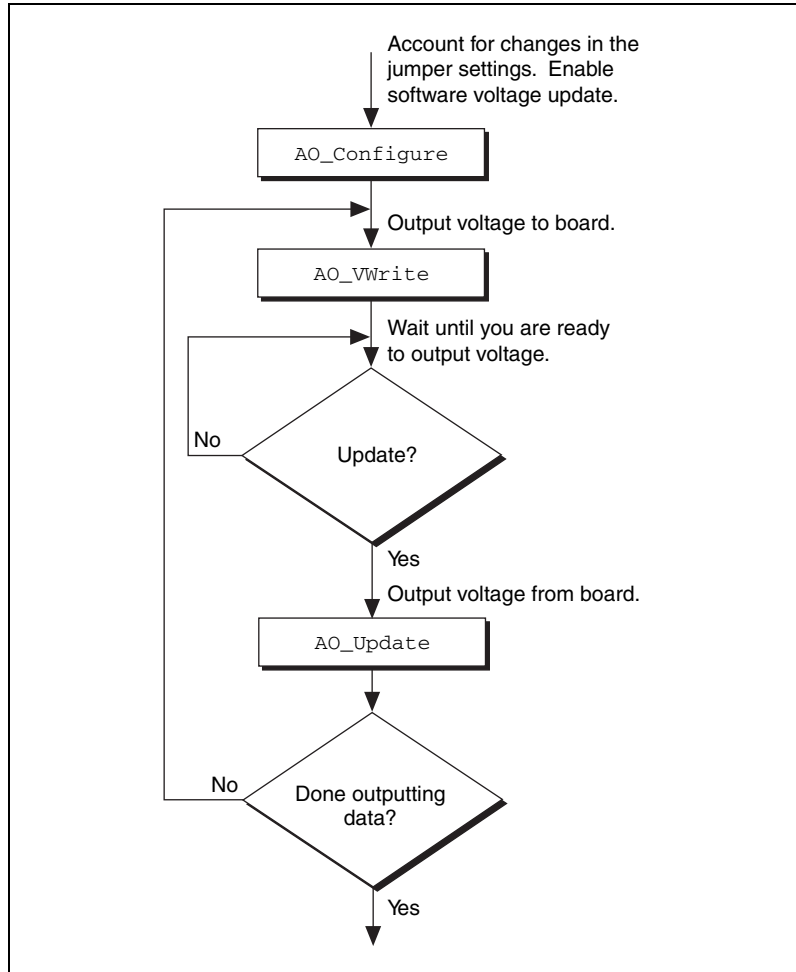 Account for changes in the
jumper settings.  Enable
software voltage update.
AO_Configure
Output voltage to board.
AO_VWrite
Wait until you are ready
to output voltage.
No
Update?
Yes
Output voltage from board.
AO_Update
No
Done outputting
data?
Yes